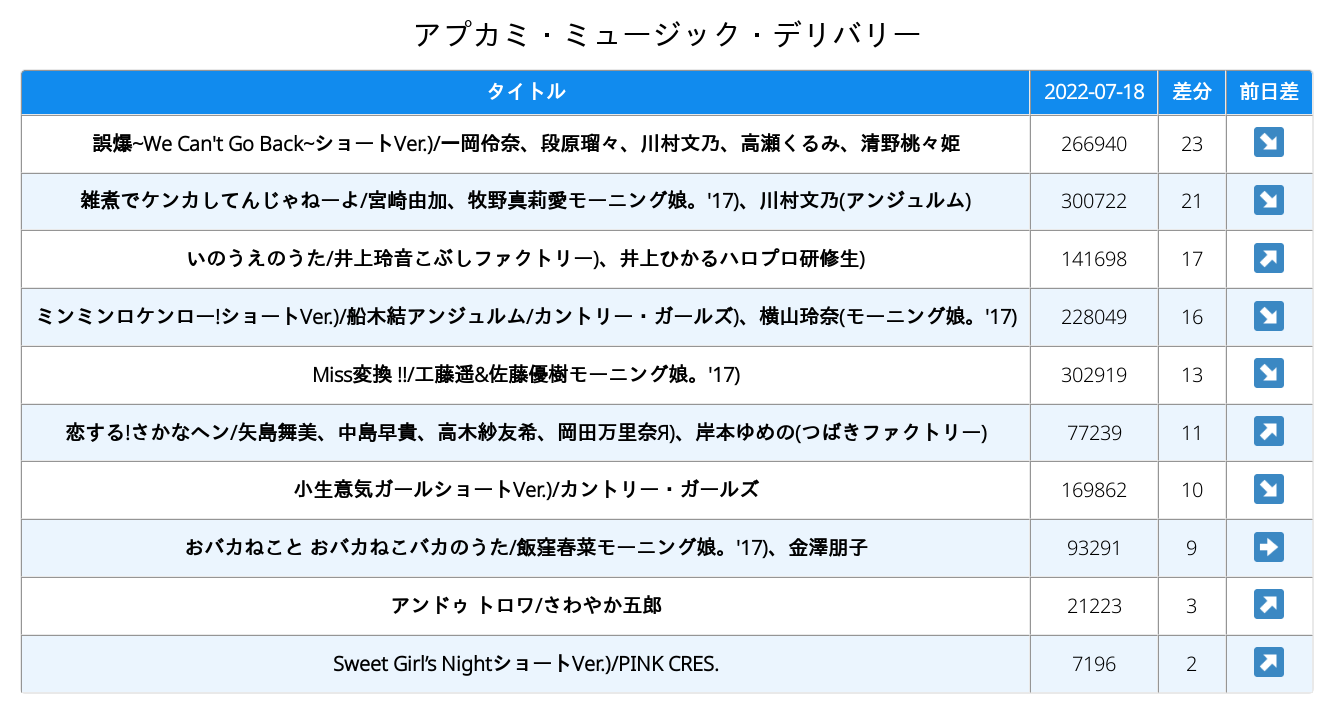 アプカミ・ミュージック・デリバリー
タイトル 2022-07-18 差分 前日差
誤爆~We Can't Go Back~ショートVer.)/一岡伶奈、段原瑠々、川村文乃、高瀬くるみ、清野桃々姫 266940 23 ↘
雑煮でケンカしてんじゃねーよ/宮崎由加、牧野真莉愛モーニング娘。'17)、川村文乃(アンジュルム) 300722 21 ↘
いのうえのうた/井上玲音こぶしファクトリー)、井上ひかるハロプロ研修生) 141698 17 ↗
ミンミンロケンロー!ショートVer.)/船木結アンジュルム/カントリー・ガールズ)、横山玲奈(モーニング娘。'17) 228049 16 ↘
Miss変換 !!/工藤遥&佐藤優樹モーニング娘。'17) 302919 13 ↘
恋する!さかなヘン/矢島舞美、中島早貴、高木紗友希、岡田万里奈Я)、岸本ゆめの(つばきファクトリー) 77239 11 ↗
小生意気ガールショートVer.)/カントリー・ガールズ 169862 10 ↘
おバカねこと おバカねこバカのうた/飯窪春菜モーニング娘。'17)、金澤朋子 93291 9 ➡
アンドゥ トロワ/さわやか五郎 21223 3 ↗
Sweet Girl’s NightショートVer.)/PINK CRES. 7196 2 ↗